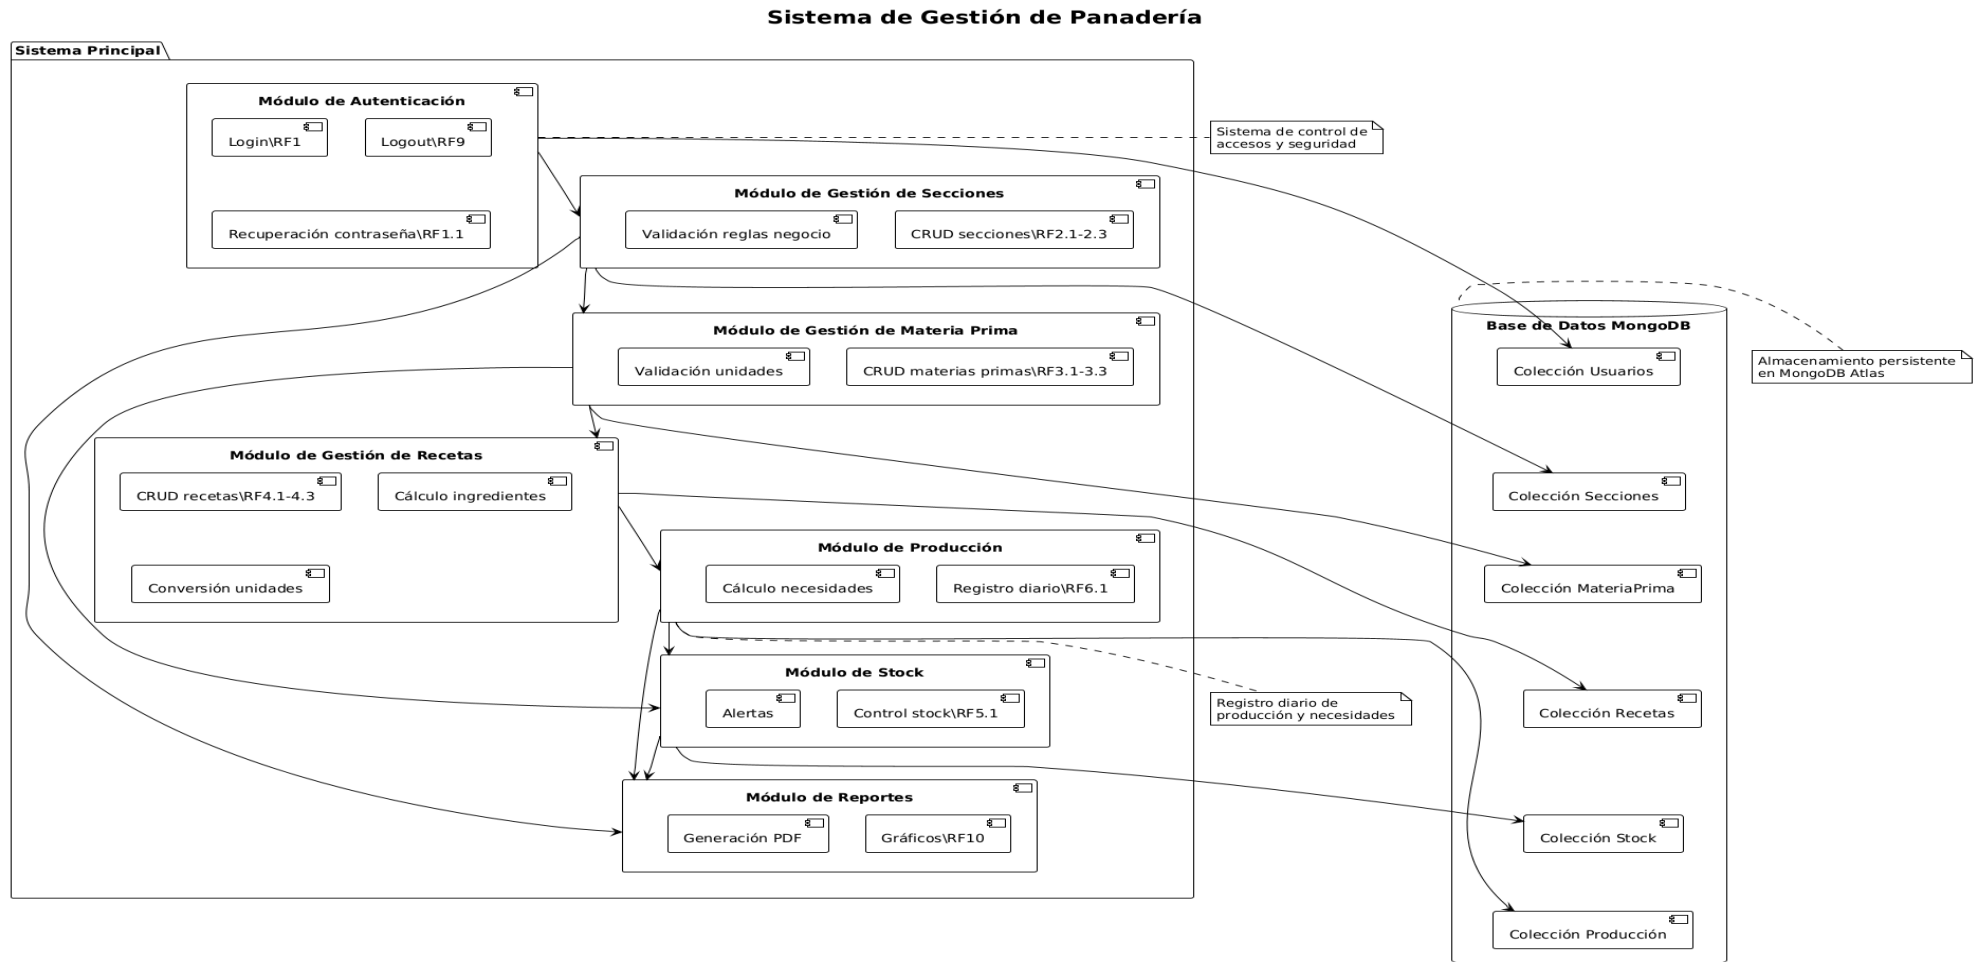 Sistema de Gestión de Panadería
Sistema Principal
Módulo de Autenticación
Login\RF1
Logout\RF9
Recuperación contraseña\RF1.1
Sistema de control de
accesos y seguridad
Módulo de Gestión de Secciones
Validación reglas negocio
CRUD secciones\RF2.1-2.3
Módulo de Gestión de Materia Prima
Validación unidades
CRUD materias primas\RF3.1-3.3
Módulo de Gestión de Recetas
CRUD recetas\RF4.1-4.3
Cálculo ingredientes
Conversión unidades
Módulo de Producción
Cálculo necesidades
Registro diario\RF6.1
Módulo de Stock
Alertas
Control stock\RF5.1
Registro diario de
producción y necesidades
Módulo de Reportes
Generación PDF
Gráficos\RF10
Base de Datos MongoDB
Colección Usuarios
Colección Secciones
Colección MateriaPrima
Colección Recetas
Colección Stock
Colección Producción
Almacenamiento persistente
en MongoDB Atlas